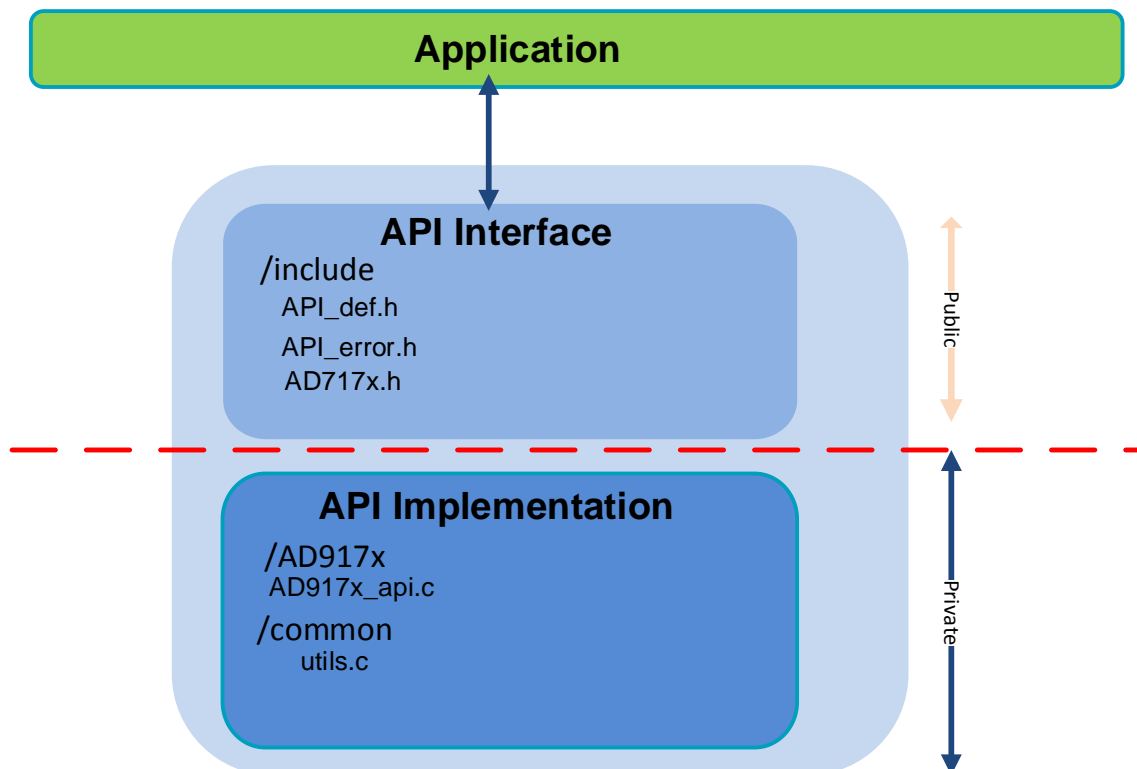 Application
API Interface
/include
API_def.h
API_error.h
AD717x.h
Public
API Implementation
/AD917x
AD917x_api.c
/common
utils.c
Private